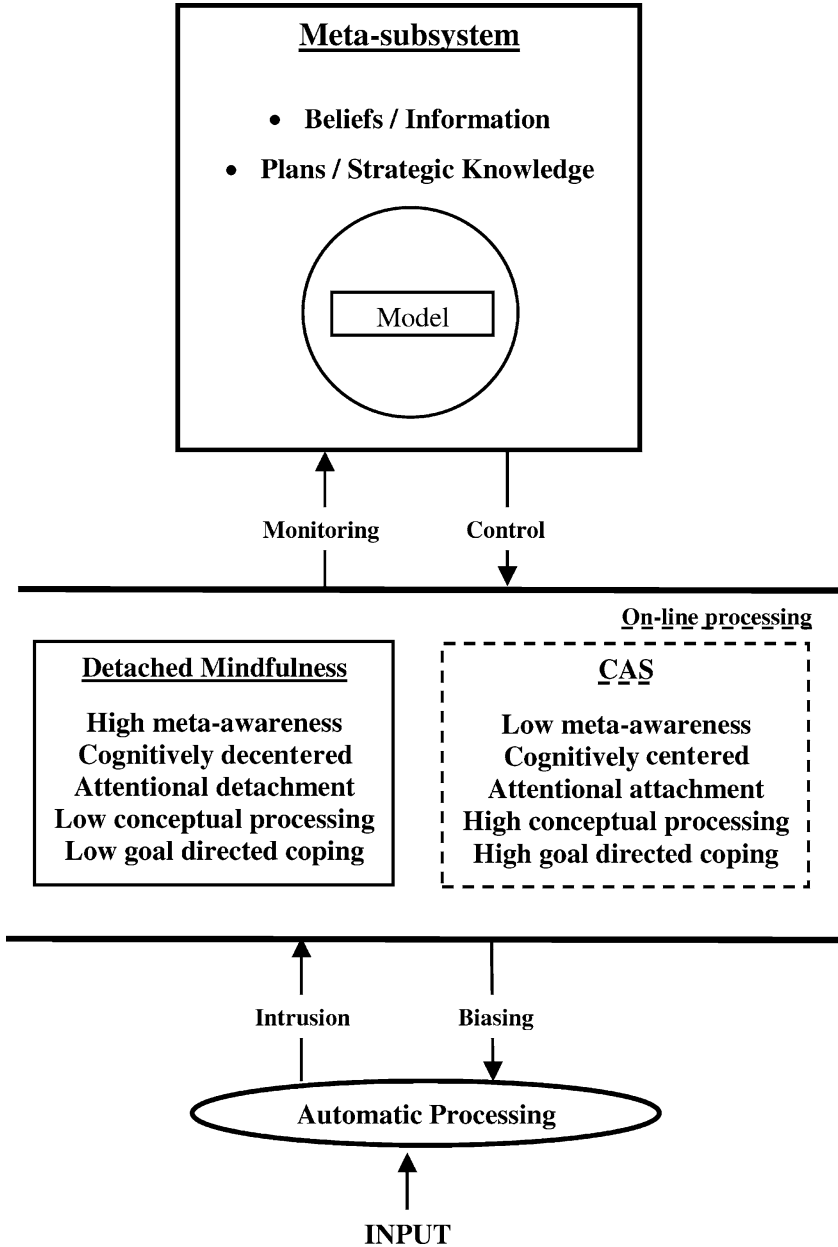 Meta-subsystem
• Beliefs / Information
• Plans / Strategic Knowledge
Model
Monitoring
Control
On-line processing
Detached Mindfulness
High meta-awareness
Cognitively decentered
Attentional detachment
Low conceptual processing
Low goal directed coping
CAS
Low meta-awareness
Cognitively centered
Attentional attachment
High conceptual processing
High goal directed coping
Intrusion
Biasing
Automatic Processing
INPUT